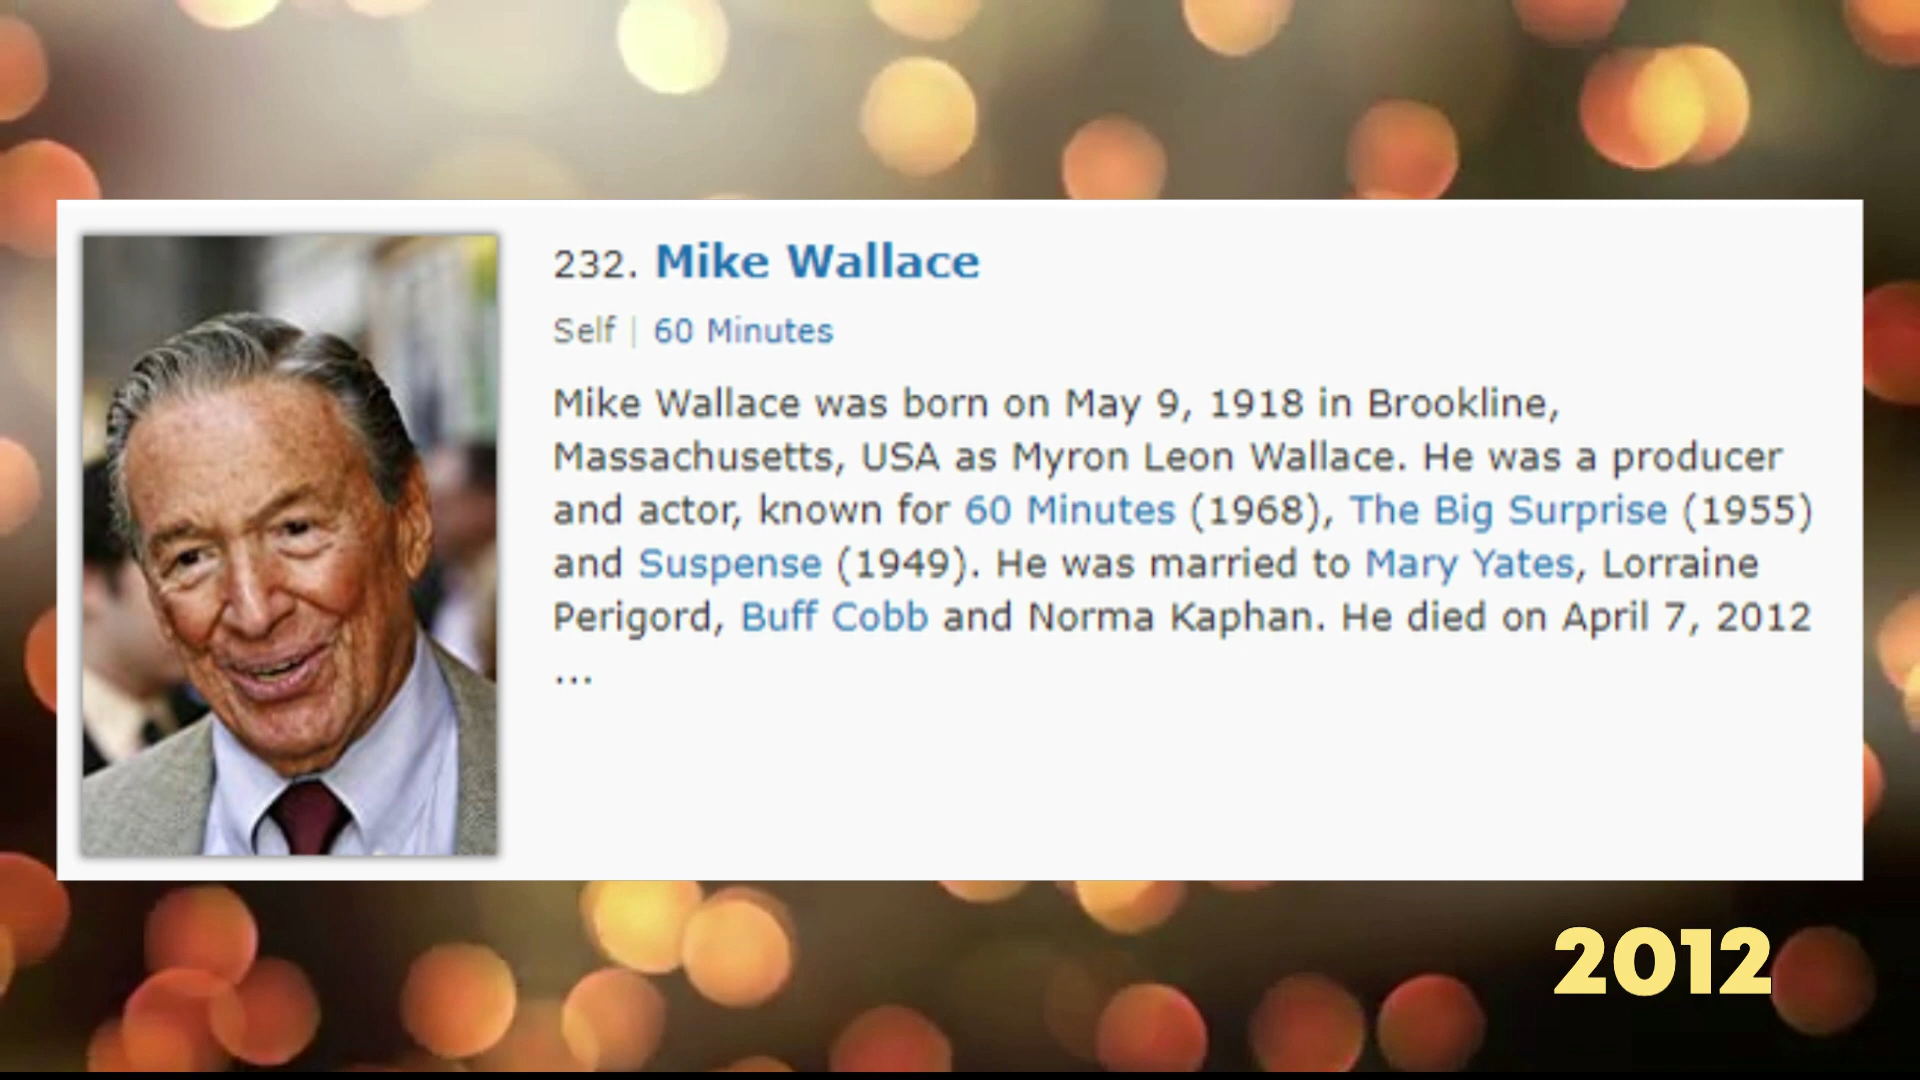 232. Mike Wallace
Self | 60 Minutes
Mike Wallace was born on May 9, 1918 in Brookline,
Massachusetts, USA as Myron Leon Wallace. He was a producer
and actor, known for 60 Minutes (1968), The Big Surprise (1955)
and Suspense (1949). He was married to Mary Yates, Lorraine
Perigord, Buff Cobb and Norma Kaphan. He died on April 7, 2012
...
2012